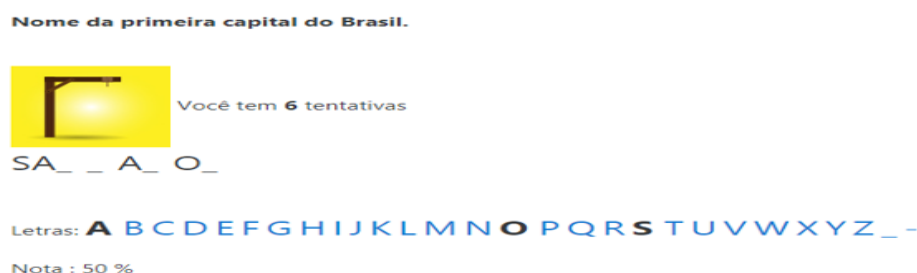 Nome da primeira capital do Brasil.
Você tem 6 tentativas
SA_ _ A_ O_
Letras: A B C D E F G H I J K L M N O P Q R S T U V W X Y Z _ -
Nota : 50 %